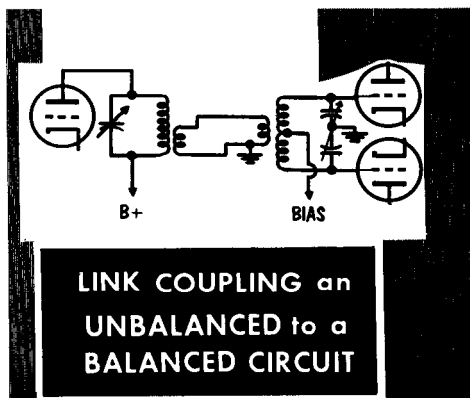 B+
BIAS
LINK COUPLING an
UNBALANCED to a
BALANCED CIRCUIT